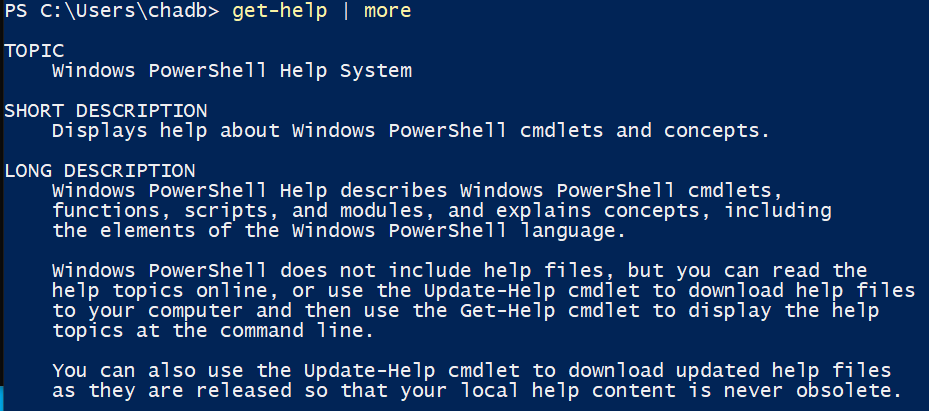 PS C:\Users\chadb> get-help | more
TOPIC
Windows PowerShell Help System
SHORT DESCRIPTION
Displays help about Windows PowerShell cmdlets and concepts.
LONG DESCRIPTION
Windows PowerShell Help describes Windows PowerShell cmdlets,
functions, scripts, and modules, and explains concepts, including
the elements of the Windows PowerShell language.
Windows PowerShell does not include help files, but you can read the
help topics online, or use the Update-Help cmdlet to download help files
to your computer and then use the Get-Help cmdlet to display the help
topics at the command line.
You can also use the Update-Help cmdlet to download updated help files
as they are released so that your local help content is never obsolete.